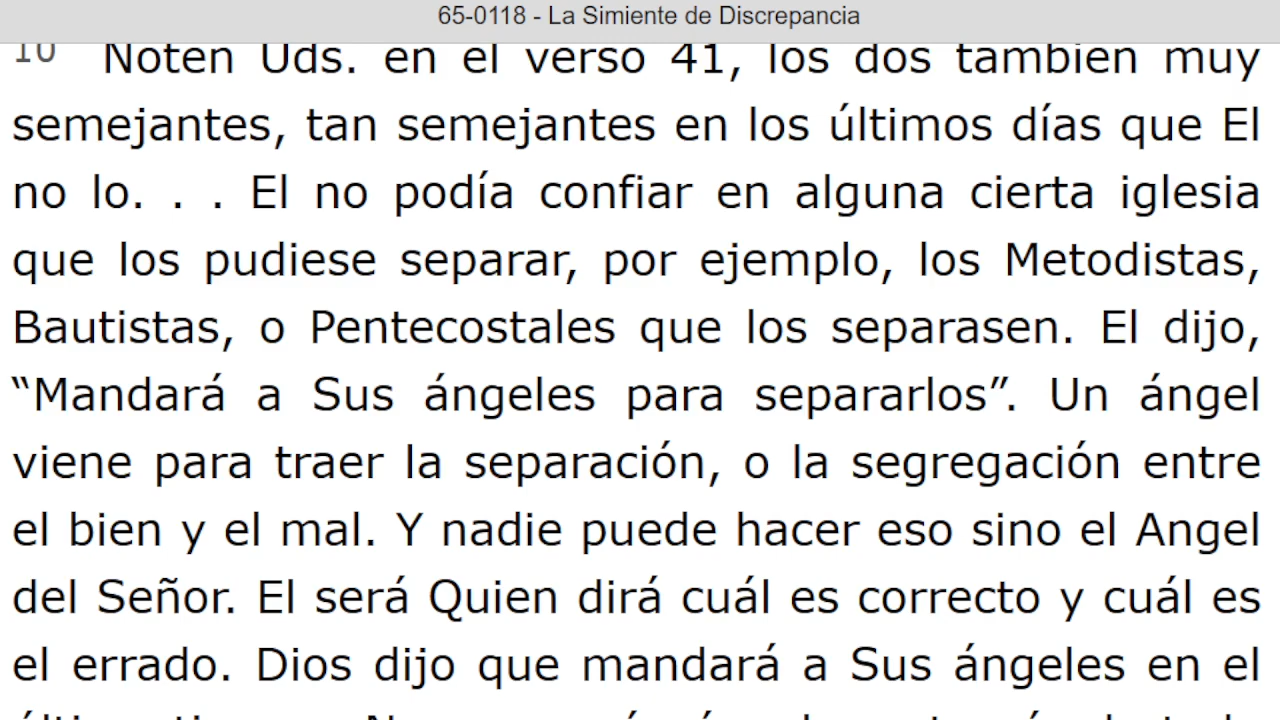 65-0118 - La Simiente de Discrepancia
10 Noten Uds. en el verso 41, los dos también muy
semejantes, tan semejantes en los últimos días que El
no lo. . . El no podía confiar en alguna cierta iglesia
que los pudiese separar, por ejemplo, los Metodistas,
Bautistas, o Pentecostales que los separasen. El dijo,
“Mandará a Sus ángeles para separarlos”. Un ángel
viene para traer la separación, o la segregación entre
el bien y el mal. Y nadie puede hacer eso sino el Angel
del Señor. El será Quien dirá cuál es correcto y cuál es
el errado. Dios dijo que mandará a Sus ángeles en el